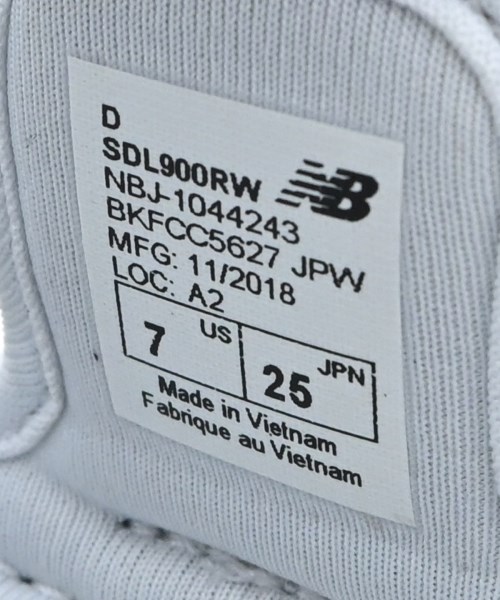 D
SDL900RW
NB
NBJ-1044243
BKFCC5627 JPW
MFG: 11/2018
LOC: A2
7 US 25 JPN
Made in Vietnam
Fabrique au Vietnam